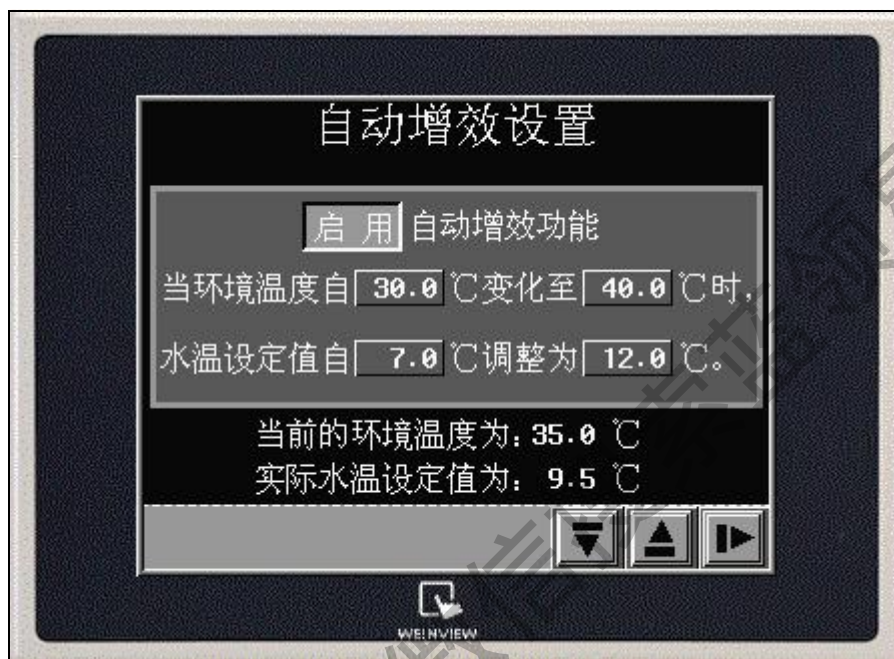 自动增效设置
启 用 自动增效功能
当环境温度自 30.0 ℃变化至 40.0 ℃时，
水温设定值自 7.0 ℃调整为 12.0 ℃。
当前的环境温度为：35.0 ℃
实际水温设定值为：9.5 ℃
WEINVIEW